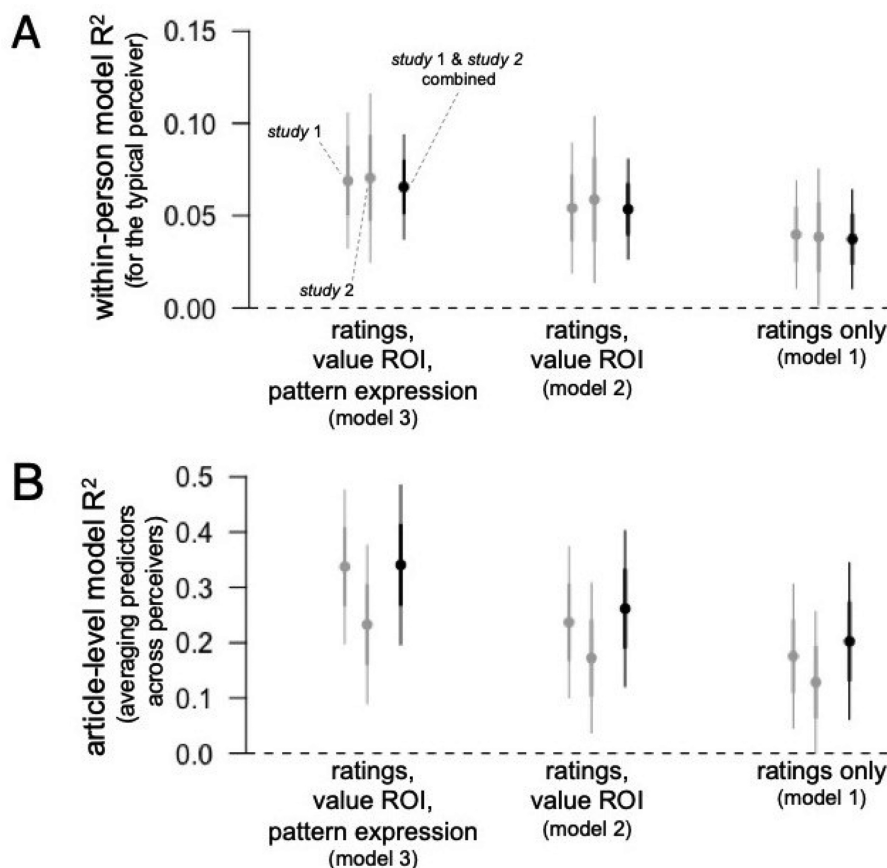 A
within-person model R²
(for the typical perceiver)
0.15
0.10
0.05
0.00
study 1
study 2
study 1 & study 2
combined
ratings,
value ROI,
pattern expression
(model 3)
ratings,
value ROI
(model 2)
ratings only
(model 1)
B
article-level model R²
(averaging predictors
across perceivers)
0.5
0.4
0.3
0.2
0.1
0.0
ratings,
value ROI,
pattern expression
(model 3)
ratings,
value ROI
(model 2)
ratings only
(model 1)